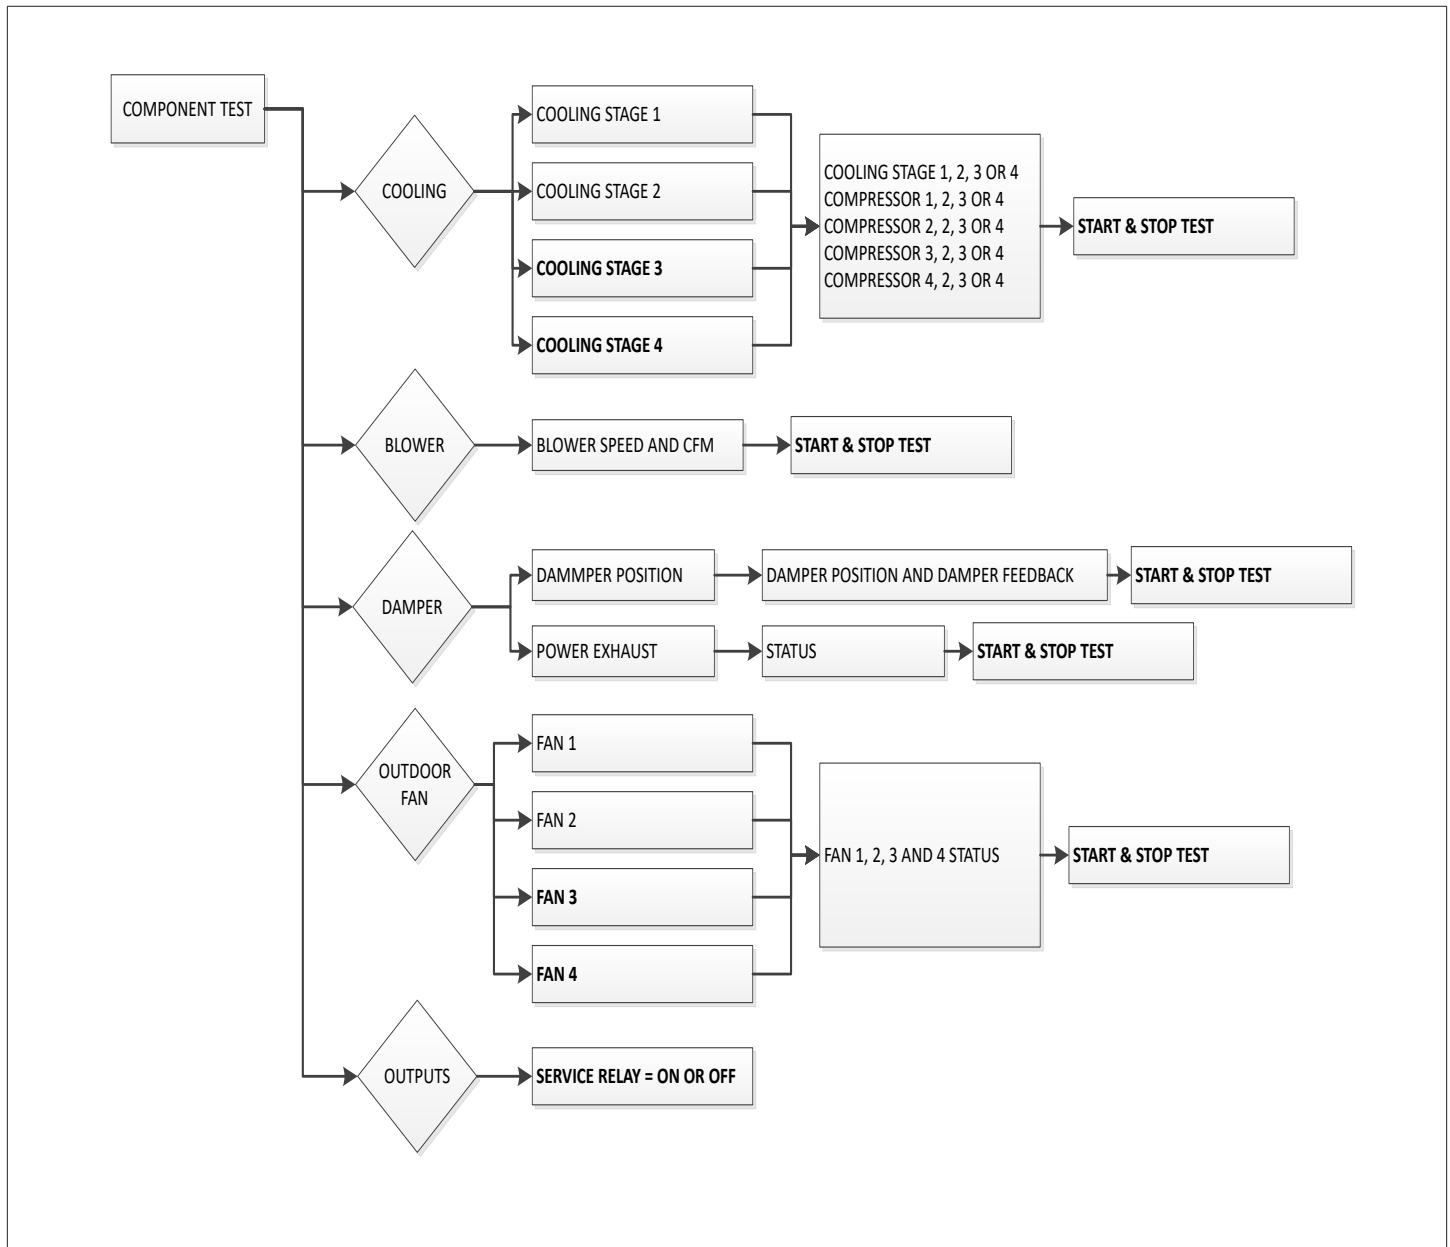 COMPONENT TEST
COOLING
COOLING STAGE 1
COOLING STAGE 2
COOLING STAGE 3
COOLING STAGE 4
COOLING STAGE 1, 2, 3 OR 4
COMPRESSOR 1, 2, 3 OR 4
COMPRESSOR 2, 2, 3 OR 4
COMPRESSOR 3, 2, 3 OR 4
COMPRESSOR 4, 2, 3 OR 4
START & STOP TEST
BLOWER
BLOWER SPEED AND CFM
START & STOP TEST
DAMPER
DAMMPER POSITION
DAMPER POSITION AND DAMPER FEEDBACK
START & STOP TEST
POWER EXHAUST
STATUS
START & STOP TEST
OUTDOOR
FAN
FAN 1
FAN 2
FAN 3
FAN 4
FAN 1, 2, 3 AND 4 STATUS
START & STOP TEST
OUTPUTS
SERVICE RELAY = ON OR OFF